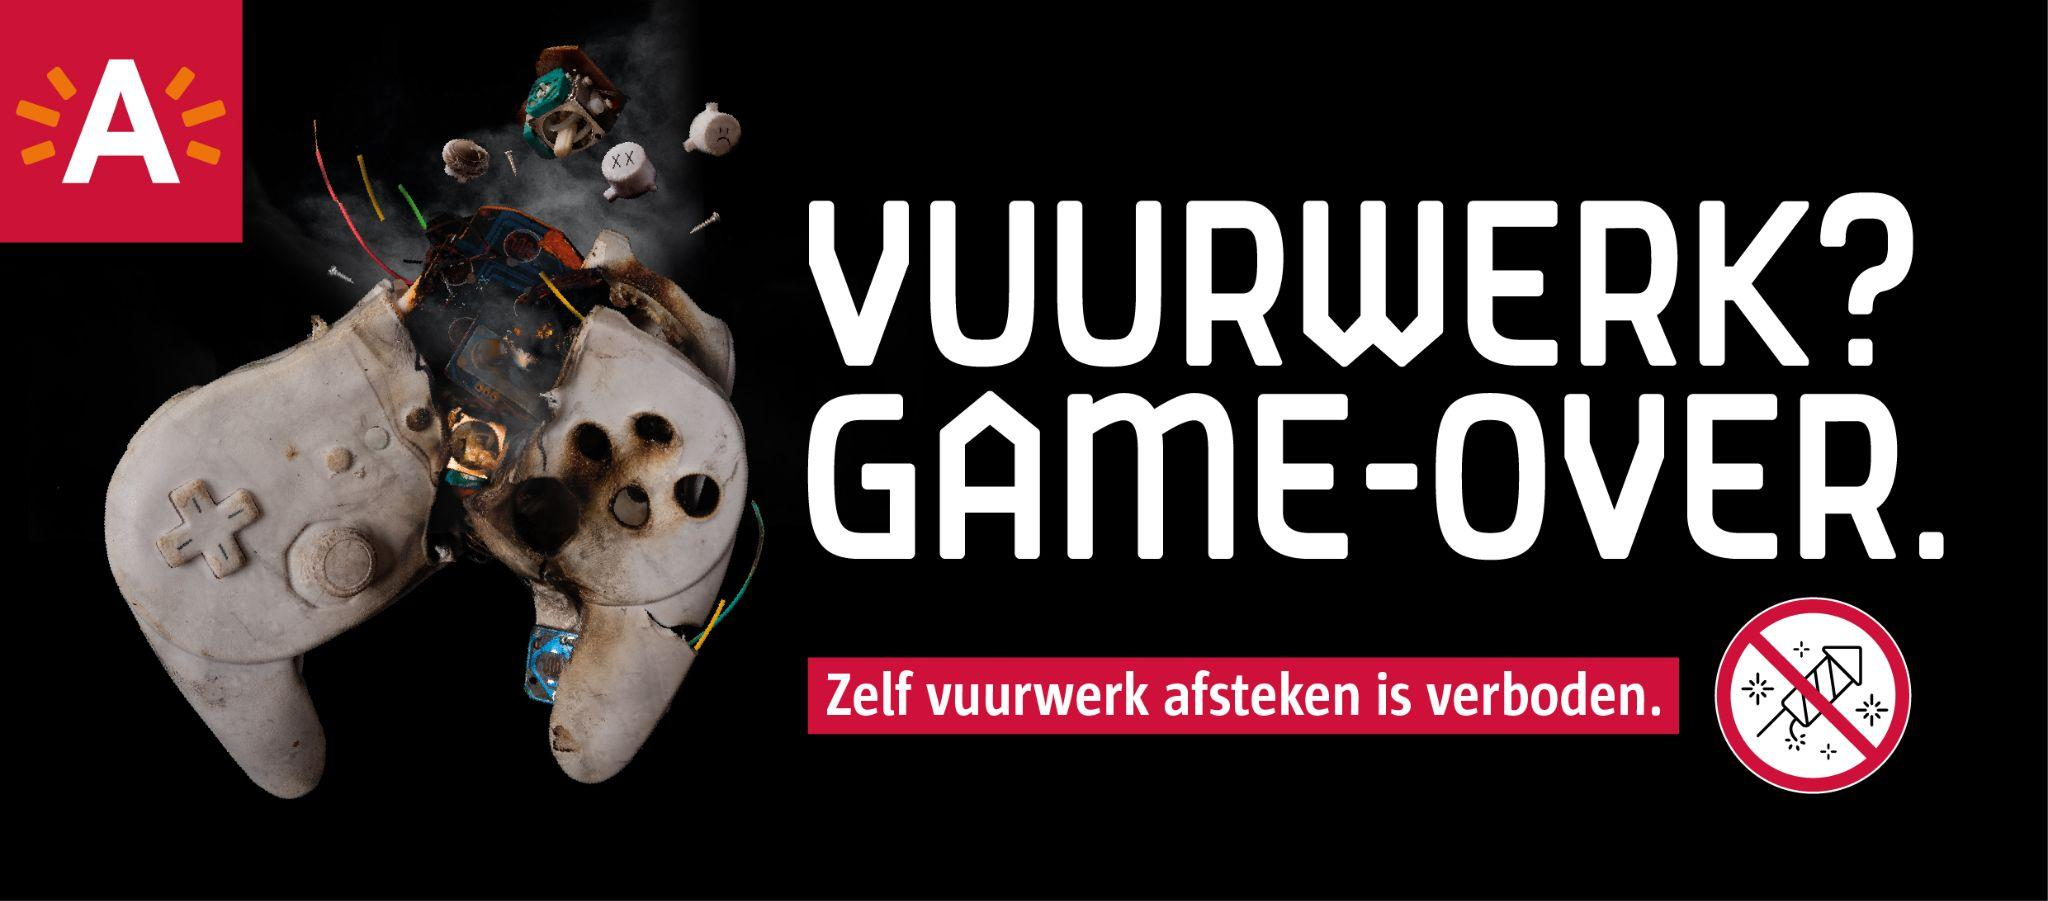 A
VUURWERK?
GAME-OVER.
Zelf vuurwerk afsteken is verboden.